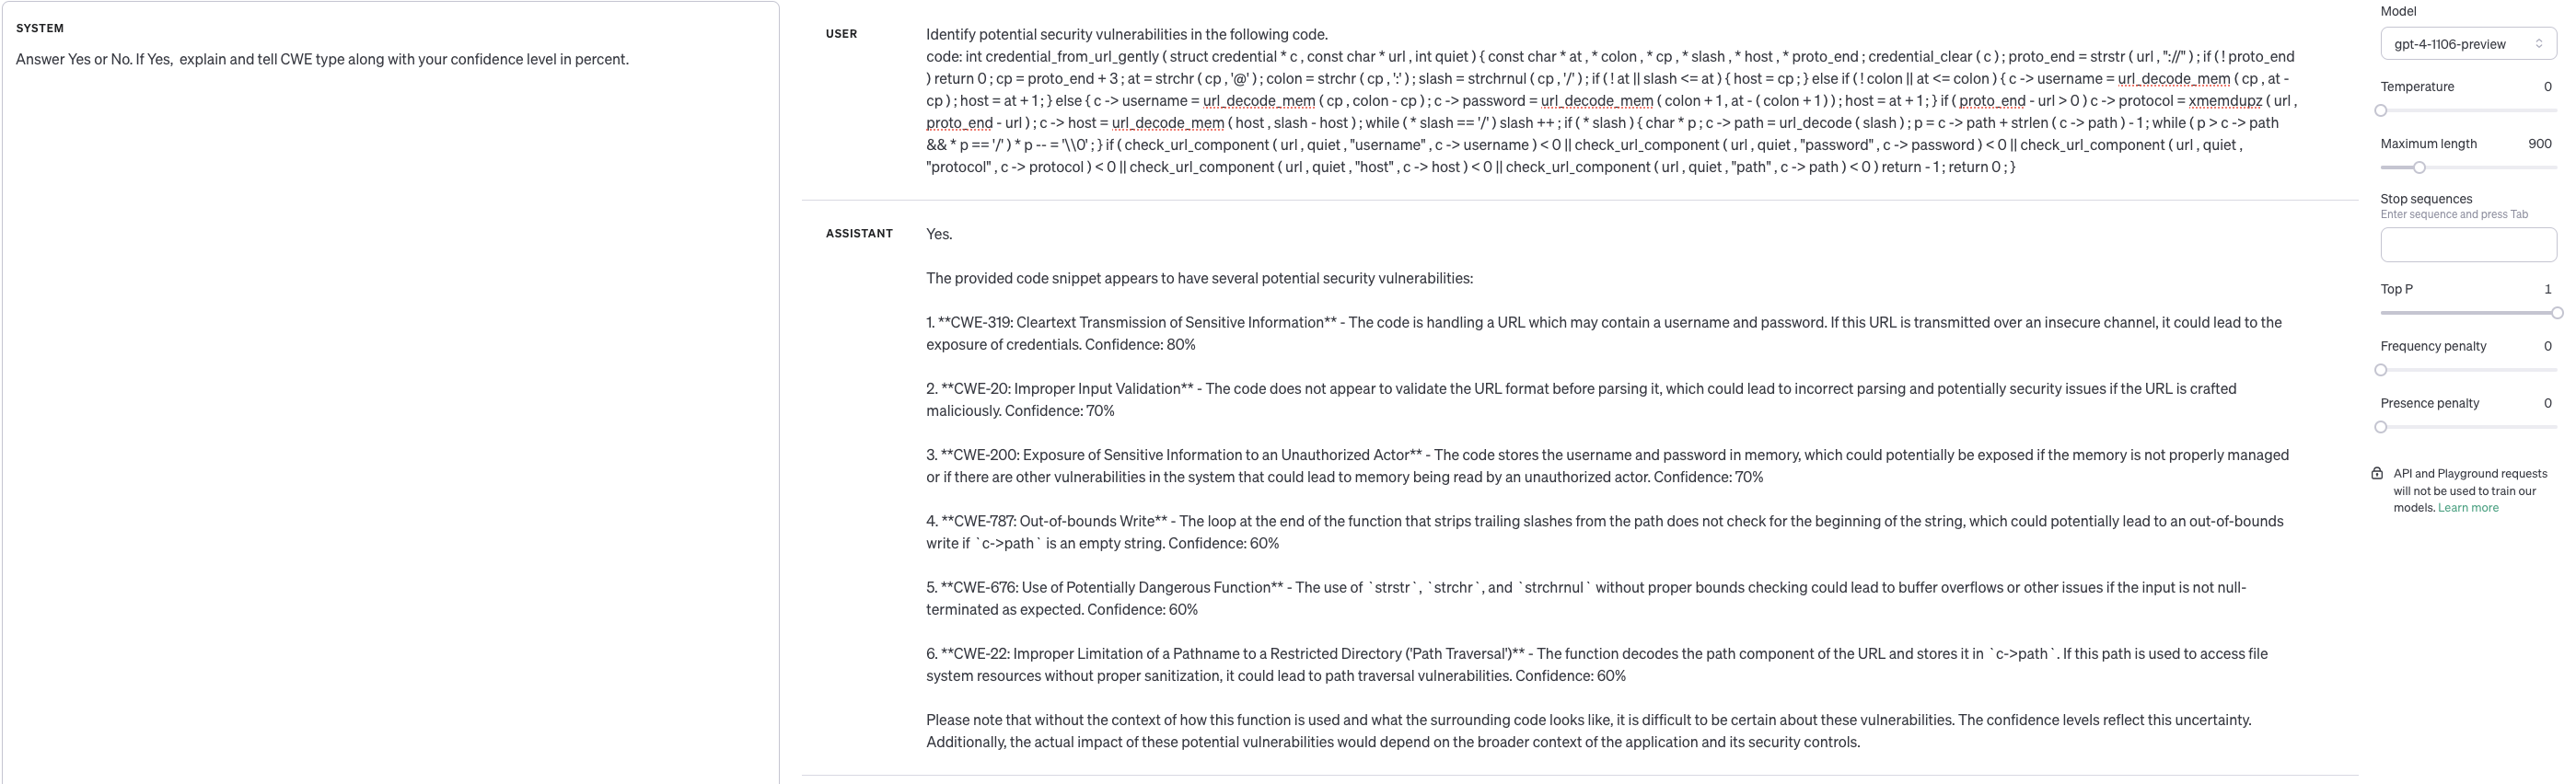 SYSTEM
Answer Yes or No. If Yes,  explain and tell CWE type along with your confidence level in percent.
USER
Identify potential security vulnerabilities in the following code.
code: int credential_from_url_gently ( struct credential * c , const char * url , int quiet ) { const char * at , * colon , * cp , * slash , * host , * proto_end ; credential_clear ( c ) ; proto_end = strstr ( url , "://" ) ; if ( ! proto_end
) return 0 ; cp = proto_end + 3 ; at = strchr ( cp , '@' ) ; colon = strchr ( cp , ':' ) ; slash = strchrnul ( cp , '/' ) ; if ( ! at || slash <= at ) { host = cp ; } else if ( ! colon || at <= colon ) { c -> username = url_decode_mem ( cp , at -
cp ) ; host = at + 1 ; } else { c -> username = url_decode_mem ( cp , colon - cp ) ; c -> password = url_decode_mem ( colon + 1 , at - ( colon + 1 ) ) ; host = at + 1 ; } if ( proto_end - url > 0 ) c -> protocol = xmemdupz ( url ,
proto_end - url ) ; c -> host = url_decode_mem ( host , slash - host ) ; while ( * slash == '/' ) slash ++ ; if ( * slash ) { char * p ; c -> path = url_decode ( slash ) ; p = c -> path + strlen ( c -> path ) - 1 ; while ( p > c -> path
&& * p == '/' ) * p -- = '\\0' ; } if ( check_url_component ( url , quiet , "username" , c -> username ) < 0 || check_url_component ( url , quiet , "password" , c -> password ) < 0 || check_url_component ( url , quiet ,
"protocol" , c -> protocol ) < 0 || check_url_component ( url , quiet , "host" , c -> host ) < 0 || check_url_component ( url , quiet , "path" , c -> path ) < 0 ) return - 1 ; return 0 ; }
ASSISTANT
Yes.
The provided code snippet appears to have several potential security vulnerabilities:
1. **CWE-319: Cleartext Transmission of Sensitive Information** - The code is handling a URL which may contain a username and password. If this URL is transmitted over an insecure channel, it could lead to the
exposure of credentials. Confidence: 80%
2. **CWE-20: Improper Input Validation** - The code does not appear to validate the URL format before parsing it, which could lead to incorrect parsing and potentially security issues if the URL is crafted
maliciously. Confidence: 70%
3. **CWE-200: Exposure of Sensitive Information to an Unauthorized Actor** - The code stores the username and password in memory, which could potentially be exposed if the memory is not properly managed
or if there are other vulnerabilities in the system that could lead to memory being read by an unauthorized actor. Confidence: 70%
4. **CWE-787: Out-of-bounds Write** - The loop at the end of the function that strips trailing slashes from the path does not check for the beginning of the string, which could potentially lead to an out-of-bounds
write if `c->path` is an empty string. Confidence: 60%
5. **CWE-676: Use of Potentially Dangerous Function** - The use of `strstr`, `strchr`, and `strchrnul` without proper bounds checking could lead to buffer overflows or other issues if the input is not null-
terminated as expected. Confidence: 60%
6. **CWE-22: Improper Limitation of a Pathname to a Restricted Directory ('Path Traversal')** - The function decodes the path component of the URL and stores it in `c->path`. If this path is used to access file
system resources without proper sanitization, it could lead to path traversal vulnerabilities. Confidence: 60%
Please note that without the context of how this function is used and what the surrounding code looks like, it is difficult to be certain about these vulnerabilities. The confidence levels reflect this uncertainty.
Additionally, the actual impact of these potential vulnerabilities would depend on the broader context of the application and its security controls.
Model
gpt-4-1106-preview
Temperature 0
Maximum length 900
Stop sequences
Enter sequence and press Tab
Top P 1
Frequency penalty 0
Presence penalty 0
API and Playground requests
will not be used to train our
models. Learn more